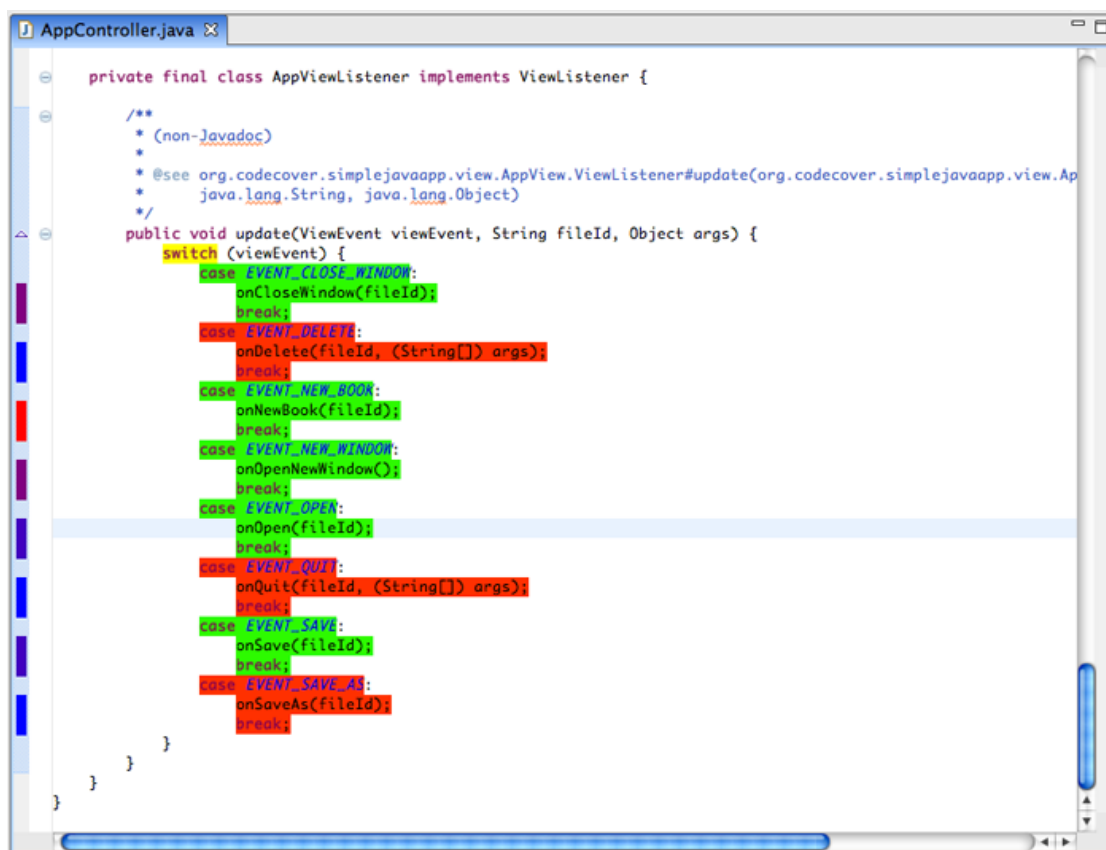 AppController.java
private final class AppViewListener implements ViewListener {
/**
* (non-Javadoc)
*
* @see org.codecover.simplejavaapp.view.AppView.ViewListener#update(org.codecover.simplejavaapp.view.Ap
* java.lang.String, java.lang.Object)
*/
public void update(ViewEvent viewEvent, String fileId, Object args) {
switch (viewEvent) {
case EVENT_CLOSE_WINDOW:
onCloseWindow(fileId);
break;
case EVENT_DELETE:
onDelete(fileId, (String[]) args);
break;
case EVENT_NEW_BOOK:
onNewBook(fileId);
break;
case EVENT_NEW_WINDOW:
onOpenNewWindow();
break;
case EVENT_OPEN:
onOpen(fileId);
break;
case EVENT_QUIT:
onQuit(fileId, (String[]) args);
break;
case EVENT_SAVE:
onSave(fileId);
break;
case EVENT_SAVE_AS:
onSaveAs(fileId);
break;
}
}
}
}